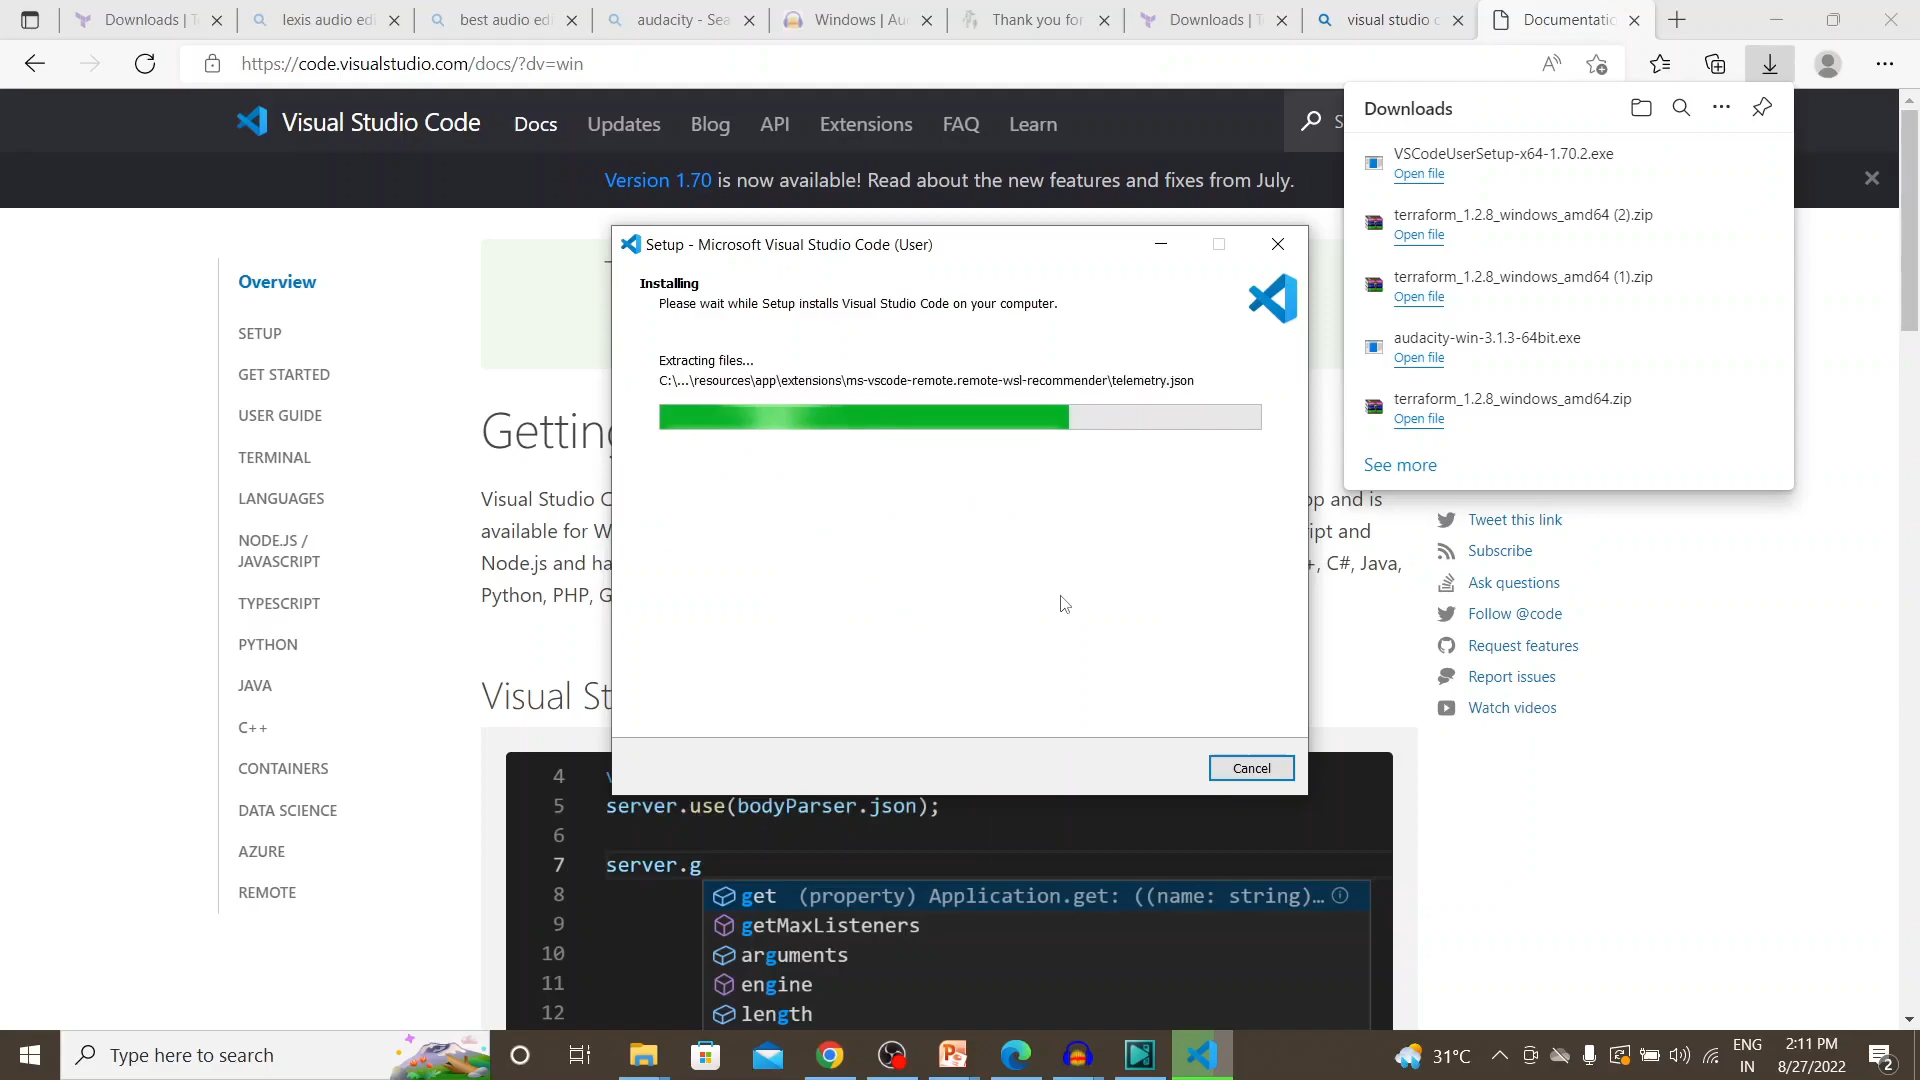 Downloads | T
lexis audio edi
best audio edi
audacity - Sea
Windows | Au
Thank you for
Downloads | T
visual studio c
Documentatio
https://code.visualstudio.com/docs/?dv=win
Visual Studio Code
Docs
Updates
Blog
API
Extensions
FAQ
Learn
S
Version 1.70 is now available! Read about the new features and fixes from July.
Downloads
VSCodeUserSetup-x64-1.70.2.exe
Open file
terraform_1.2.8_windows_amd64 (2).zip
Open file
terraform_1.2.8_windows_amd64 (1).zip
Open file
audacity-win-3.1.3-64bit.exe
Open file
terraform_1.2.8_windows_amd64.zip
Open file
See more
Setup - Microsoft Visual Studio Code (User)
Installing
Please wait while Setup installs Visual Studio Code on your computer.
Extracting files...
C:\...\resources\app\extensions\ms-vscode-remote.remote-wsl-recommender\telemetry.json
Cancel
Overview
SETUP
GET STARTED
USER GUIDE
TERMINAL
LANGUAGES
NODE.JS /
JAVASCRIPT
TYPESCRIPT
PYTHON
JAVA
C++
CONTAINERS
DATA SCIENCE
AZURE
REMOTE
Getting
Visual Studio C
op and is
available for W
ipt and
Node.js and ha
+, C#, Java,
Python, PHP, G
Visual St
Tweet this link
Subscribe
Ask questions
Follow @code
Request features
Report issues
Watch videos
4
5 server.use(bodyParser.json);
6
7 server.g
8 get (property) Application.get: ((name: string)…
9 getMaxListeners
10 arguments
11 engine
12 length
Type here to search
31°C
ENG
IN
2:11 PM
8/27/2022
2